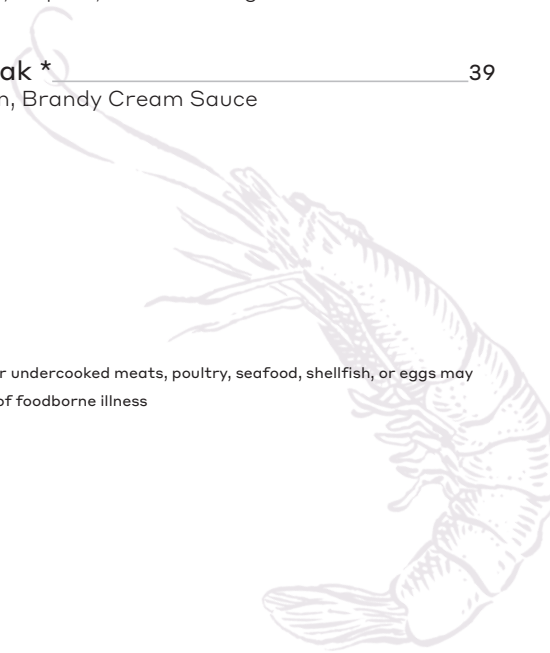 ak * 39
n, Brandy Cream Sauce
r undercooked meats, poultry, seafood, shellfish, or eggs may
of foodborne illness